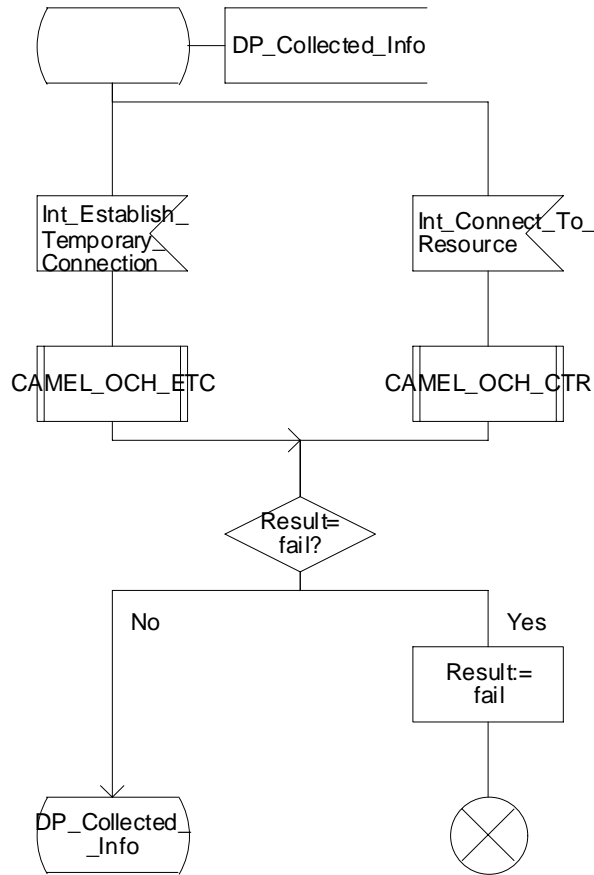 DP_Collected_Info
Int_Establish_
Temporary_
Connection
Int_Connect_To_
Resource
CAMEL_OCH_ETC
CAMEL_OCH_CTR
Result=
fail?
No
Yes
Result:=
fail
DP_Collected_
_Info